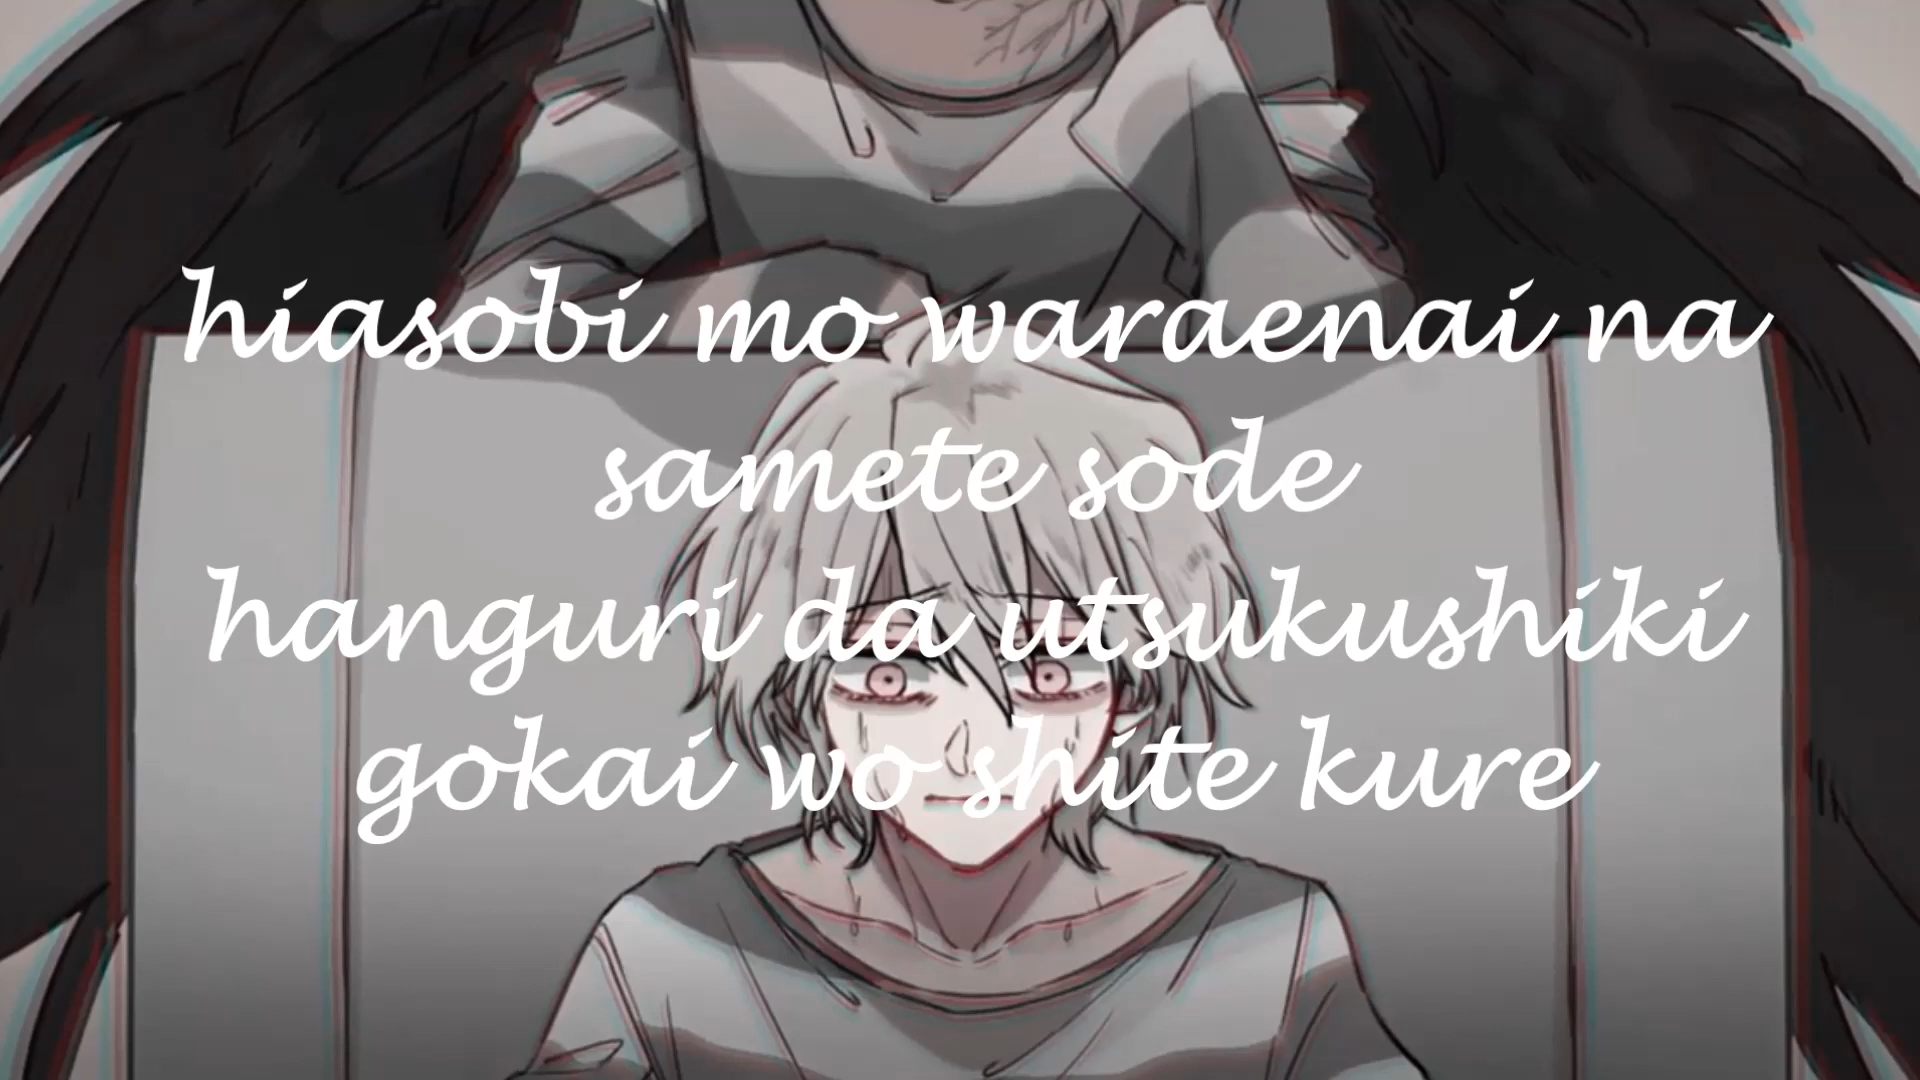 hiasobi mo waraenai na
samete sode
hanguri da utsukushiki
gokai wo shite kure